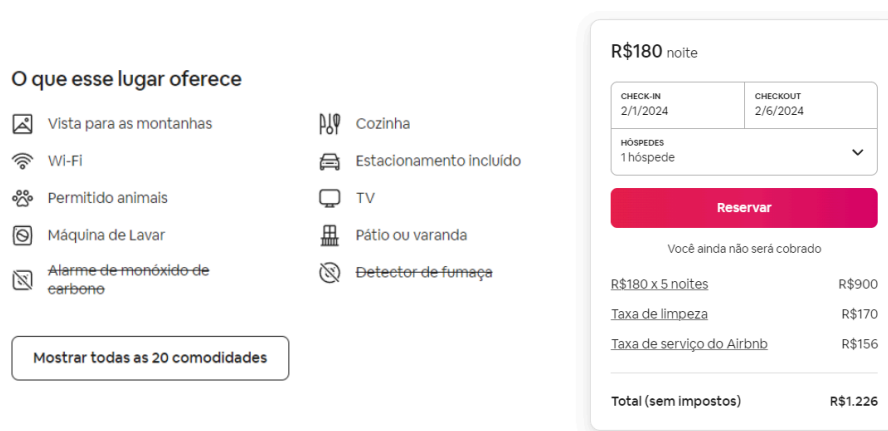 O que esse lugar oferece
Vista para as montanhas
Cozinha
Wi-Fi
Estacionamento incluído
Permitido animais
TV
Máquina de Lavar
Pátio ou varanda
Alarme de monóxido de
carbono
Detector de fumaça
Mostrar todas as 20 comodidades
R$180 noite
CHECK-IN
2/1/2024
CHECKOUT
2/6/2024
HÓSPEDES
1 hóspede
Reservar
Você ainda não será cobrado
R$180 x 5 noites R$900
Taxa de limpeza R$170
Taxa de serviço do Airbnb R$156
Total (sem impostos) R$1.226